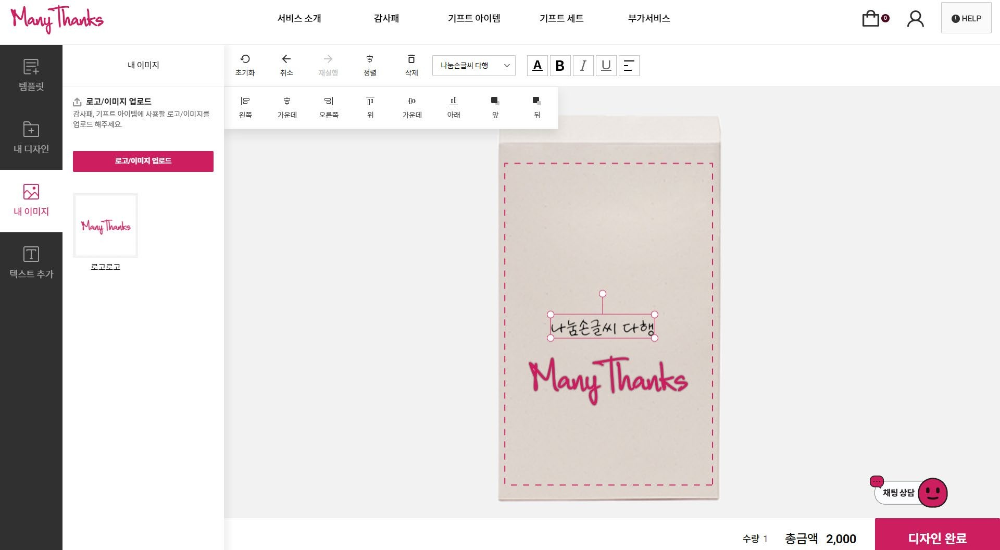 Many Thanks
서비스 소개
감사패
기프트 아이템
기프트 세트
부가서비스
0
HELP
템플릿
내 디자인
내 이미지
텍스트 추가
내 이미지
로고/이미지 업로드
감사패, 기프트 아이템에 사용할 로고/이미지를
업로드 해주세요.
로고/이미지 업로드
Many Thanks
로고로고
초기화
취소
재실행
정렬
삭제
나눔손글씨 다행
A
B
I
U
왼쪽
가운데
오른쪽
위
가운데
아래
앞
뒤
나눔손글씨 다행
Many Thanks
채팅 상담
수량 1
총금액 2,000
디자인 완료